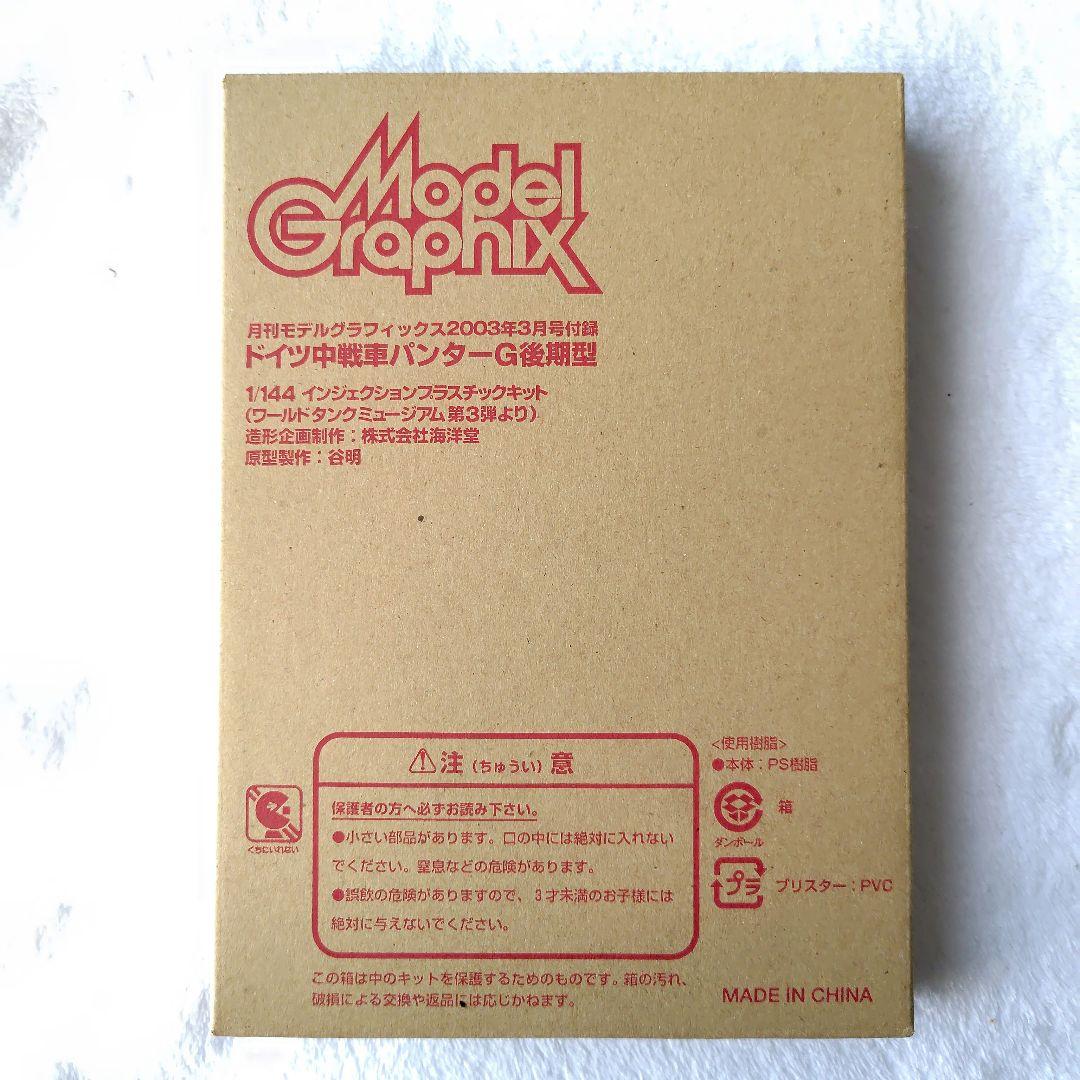 Model
Graphix
月刊モデルグラフィックス2003年3月号付録
ドイツ中戦車パンターG後期型
1/144 インジェクションプラスチックキット
(ワールドタンクミュージアム 第3弾より)
造形企画制作：株式会社海洋堂
原型製作：谷明
注(ちゅうい)意
保護者の方へ必ずお読み下さい。
●小さい部品があります。口の中には絶対に入れない
でください。窒息などの危険があります。
●誤飲の危険がありますので、3才未満のお子様には
絶対に与えないでください。
くちにいれない
<使用樹脂>
●本体：PS樹脂
箱
ダンボール
プラ
ブリスター：PVC
この箱は中のキットを保護するためのものです。箱の汚れ、
破損による交換や返品には応じかねます。
MADE IN CHINA